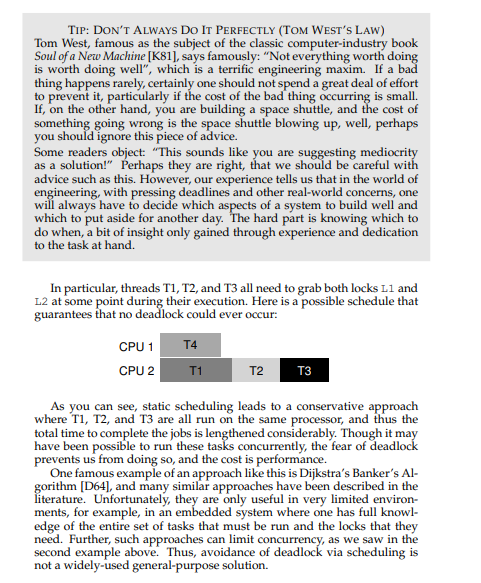 TIP: DON'T ALWAYS DO IT PERFECTLY (TOM WEST'S LAW)
Tom West, famous as the subject of the classic computer-industry book
Soul of a New Machine [K81], says famously: “Not everything worth doing
is worth doing well”, which is a terrific engineering maxim. If a bad
thing happens rarely, certainly one should not spend a great deal of effort
to prevent it, particularly if the cost of the bad thing occurring is small.
If, on the other hand, you are building a space shuttle, and the cost of
something going wrong is the space shuttle blowing up, well, perhaps
you should ignore this piece of advice.
Some readers object: “This sounds like you are suggesting mediocrity
as a solution!” Perhaps they are right, that we should be careful with
advice such as this. However, our experience tells us that in the world of
engineering, with pressing deadlines and other real-world concerns, one
will always have to decide which aspects of a system to build well and
which to put aside for another day. The hard part is knowing which to
do when, a bit of insight only gained through experience and dedication
to the task at hand.
In particular, threads T1, T2, and T3 all need to grab both locks L1 and
L2 at some point during their execution. Here is a possible schedule that
guarantees that no deadlock could ever occur:
CPU 1 T4
CPU 2 T1 T2 T3
As you can see, static scheduling leads to a conservative approach
where T1, T2, and T3 are all run on the same processor, and thus the
total time to complete the jobs is lengthened considerably. Though it may
have been possible to run these tasks concurrently, the fear of deadlock
prevents us from doing so, and the cost is performance.
One famous example of an approach like this is Dijkstra's Banker's Al-
gorithm [D64], and many similar approaches have been described in the
literature. Unfortunately, they are only useful in very limited environ-
ments, for example, in an embedded system where one has full knowl-
edge of the entire set of tasks that must be run and the locks that they
need. Further, such approaches can limit concurrency, as we saw in the
second example above. Thus, avoidance of deadlock via scheduling is
not a widely-used general-purpose solution.